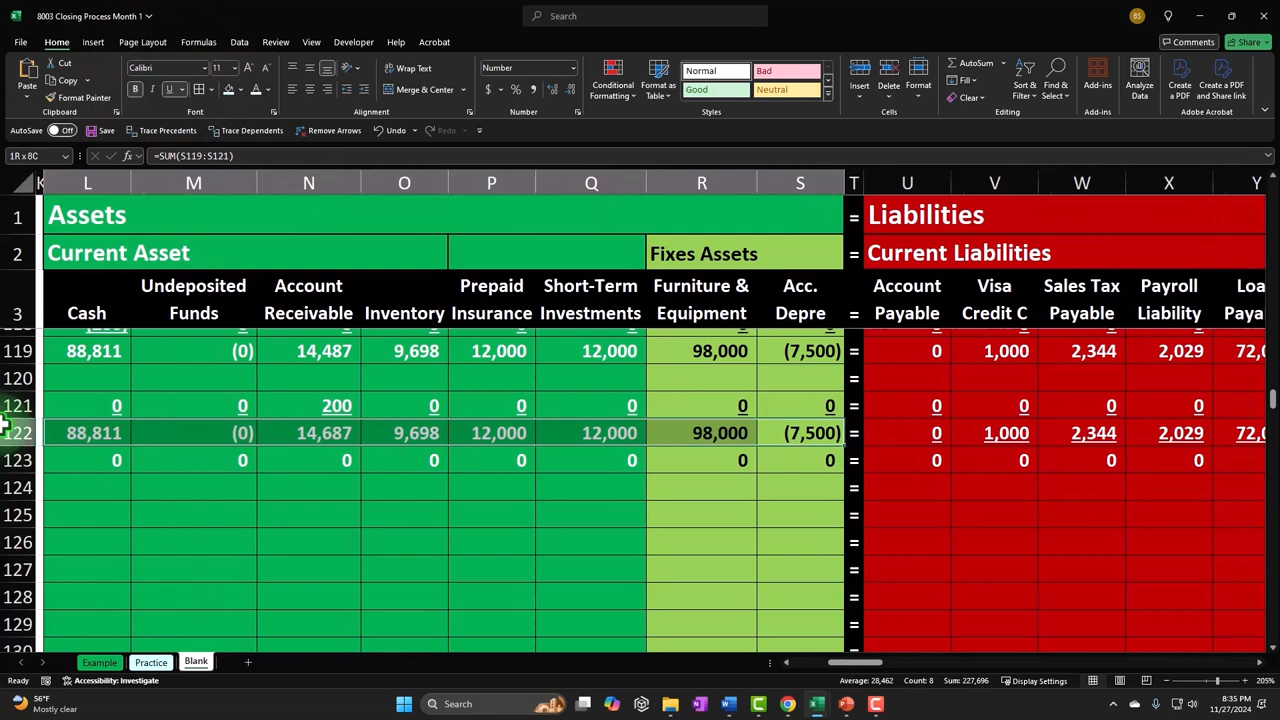 8003 Closing Process Month 1
Search
BS
File Home Insert Page Layout Formulas Data Review View Developer Help Acrobat
Comments Share
Paste
Cut
Copy
Format Painter
Clipboard
Calibri 11
B I U
Font
Wrap Text
Merge & Center
Alignment
Number
$ % ,
Number
Conditional Formatting
Format as Table
Normal Bad
Good Neutral
Styles
Insert Delete Format
Cells
AutoSum
Fill
Clear
Sort & Filter
Find & Select
Editing
Add-ins
Add-ins
Analyze Data
Create a PDF
Create a PDF and Share link
Adobe Acrobat
AutoSave Off Save Trace Precedents Trace Dependents Remove Arrows Undo Redo
1R x 8C fx =SUM(S119:S121)
K L M N O P Q R S T U V W X Y
1 Assets = Liabilities
2 Current Asset Fixes Assets = Current Liabilities
Undeposited Account Prepaid Short-Term Furniture & Acc. Account Visa Sales Tax Payroll Loa
3 Cash Funds Receivable Inventory Insurance Investments Equipment Depre = Payable Credit C Payable Liability Paya
119 88,811 (0) 14,487 9,698 12,000 12,000 98,000 (7,500) = 0 1,000 2,344 2,029 72,0
120 =
121 0 0 200 0 0 0 0 0 = 0 0 0 0
122 88,811 (0) 14,687 9,698 12,000 12,000 98,000 (7,500) = 0 1,000 2,344 2,029 72,0
123 0 0 0 0 0 0 0 0 = 0 0 0 0
124 =
125 =
126 =
127 =
128 =
129 =
130
Example Practice Blank +
Ready Accessibility: Investigate Average: 28,462 Count: 8 Sum: 227,696 Display Settings 205%
56°F
Mostly clear
Search
8:35 PM
11/27/2024